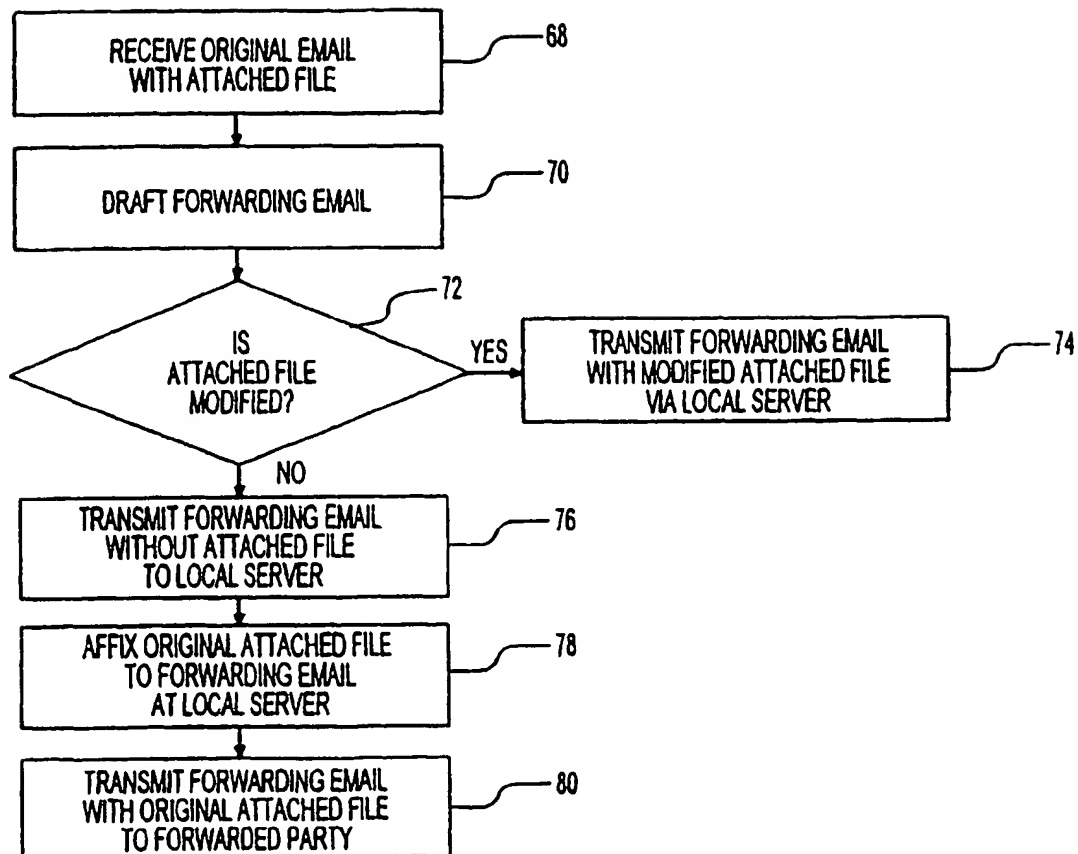 RECEIVE ORIGINAL EMAIL
WITH ATTACHED FILE
68
DRAFT FORWARDING EMAIL
70
72
IS
ATTACHED FILE
MODIFIED?
YES
TRANSMIT FORWARDING EMAIL
WITH MODIFIED ATTACHED FILE
VIA LOCAL SERVER
74
NO
TRANSMIT FORWARDING EMAIL
WITHOUT ATTACHED FILE
TO LOCAL SERVER
76
AFFIX ORIGINAL ATTACHED FILE
TO FORWARDING EMAIL
AT LOCAL SERVER
78
TRANSMIT FORWARDING EMAIL
WITH ORIGINAL ATTACHED FILE
TO FORWARDED PARTY
80